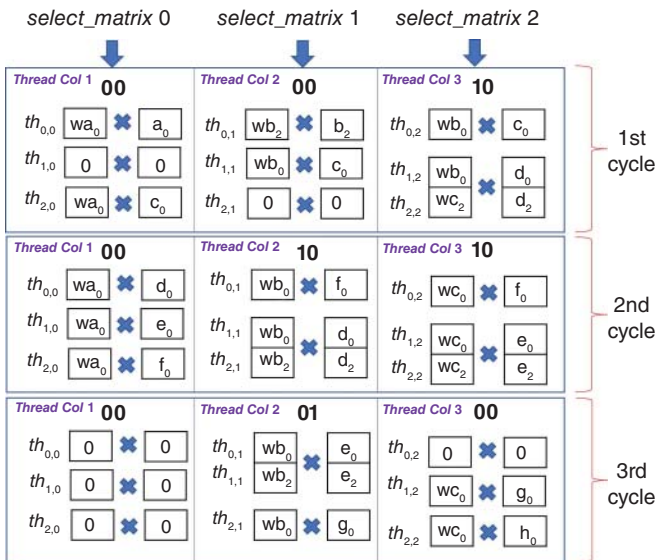 select_matrix 0 select_matrix 1 select_matrix 2
Thread Col 1 00 Thread Col 2 00 Thread Col 3 10
th0,0 wa0 ✖ a0 th0,1 wb2 ✖ b2 th0,2 wb0 ✖ c0
th1,0 0 ✖ 0 th1,1 wb0 ✖ c0 th1,2 wb0 ✖ d0
th2,0 wa0 ✖ c0 th2,1 0 ✖ 0 th2,2 wc2 d2
1st
cycle
Thread Col 1 00 Thread Col 2 10 Thread Col 3 10
th0,0 wa0 ✖ d0 th0,1 wb0 ✖ f0 th0,2 wc0 ✖ f0
th1,0 wa0 ✖ e0 th1,1 wb0 ✖ d0 th1,2 wc0 ✖ e0
th2,0 wa0 ✖ f0 th2,1 wb2 d2 th2,2 wc2 e2
2nd
cycle
Thread Col 1 00 Thread Col 2 01 Thread Col 3 00
th0,0 0 ✖ 0 th0,1 wb0 ✖ e0 th0,2 0 ✖ 0
th1,0 0 ✖ 0 th1,1 wb2 e2 th1,2 wc0 ✖ g0
th2,0 0 ✖ 0 th2,1 wb0 ✖ g0 th2,2 wc0 ✖ h0
3rd
cycle